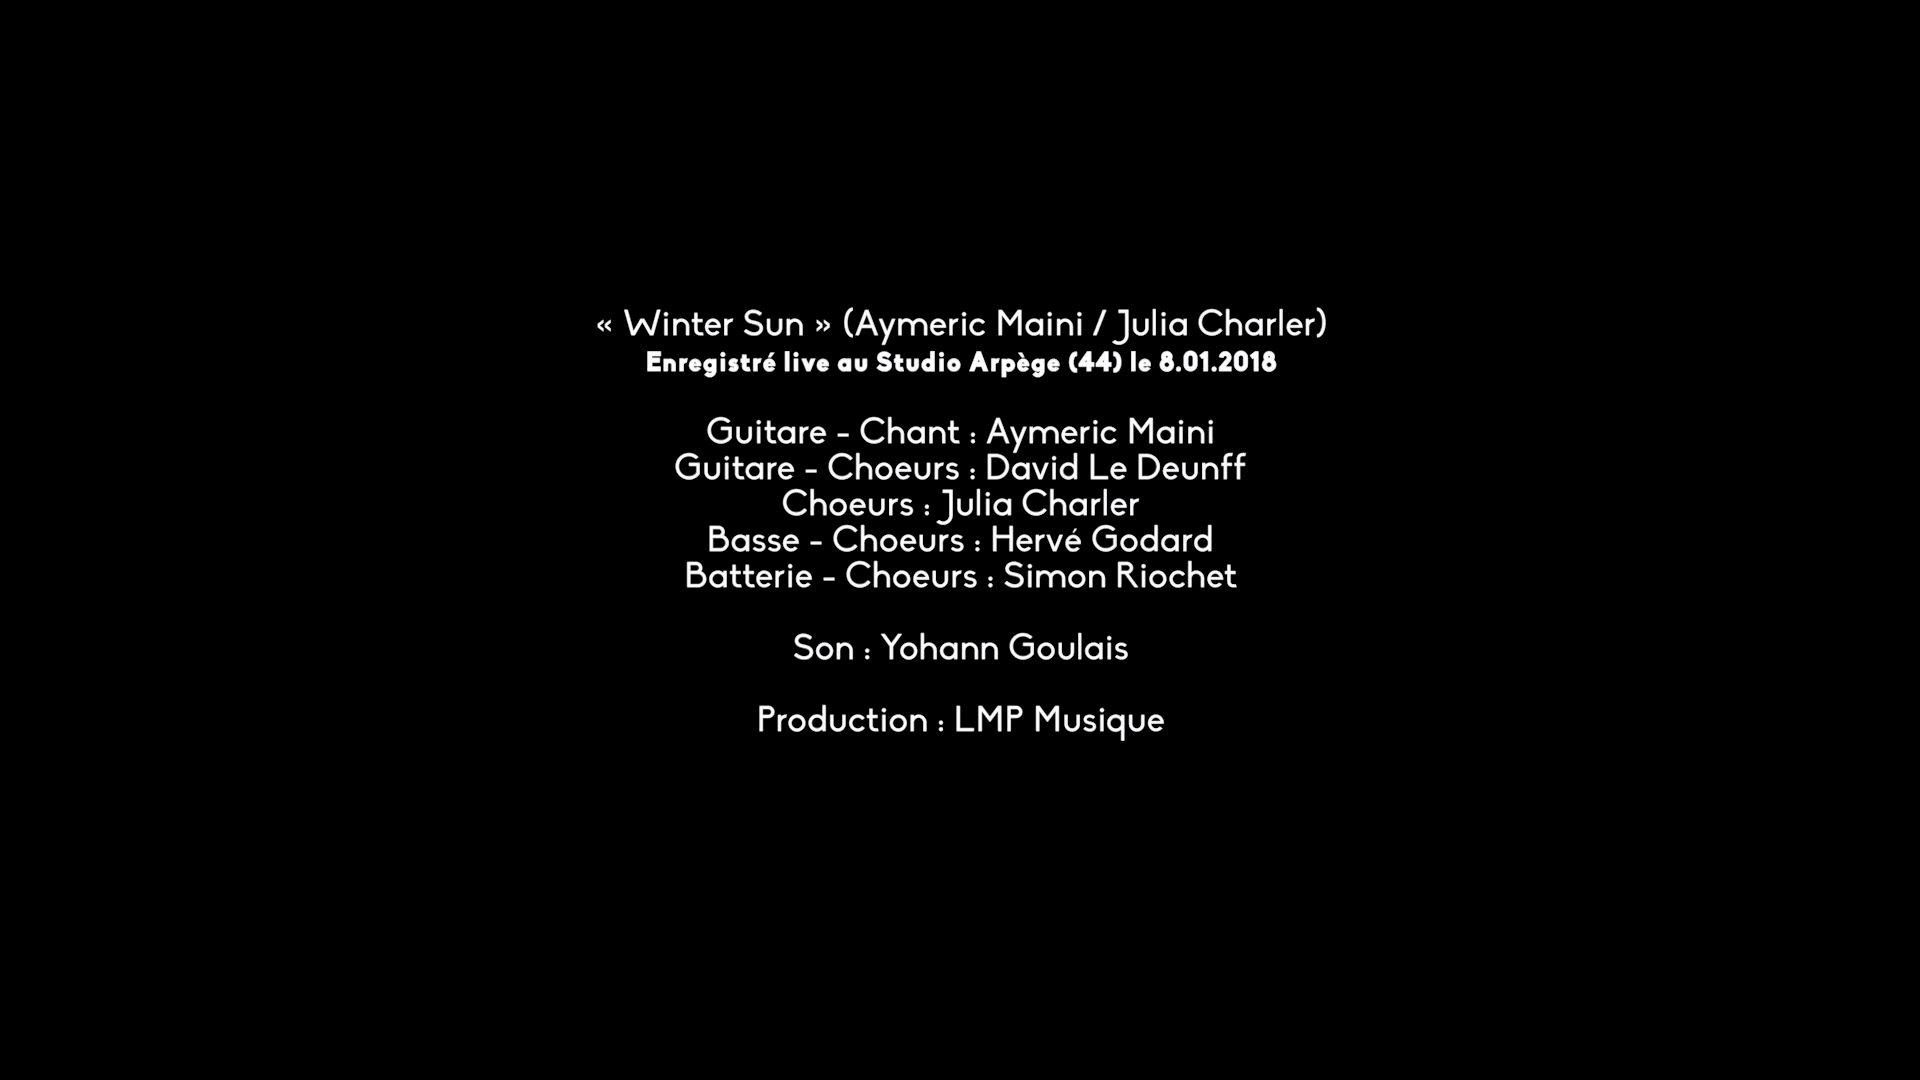 « Winter Sun » (Aymeric Maini / Julia Charler)
Enregistré live au Studio Arpège (44) le 8.01.2018
Guitare - Chant : Aymeric Maini
Guitare - Choeurs : David Le Deunff
Choeurs : Julia Charler
Basse - Choeurs : Hervé Godard
Batterie - Choeurs : Simon Riochet
Son : Yohann Goulais
Production : LMP Musique